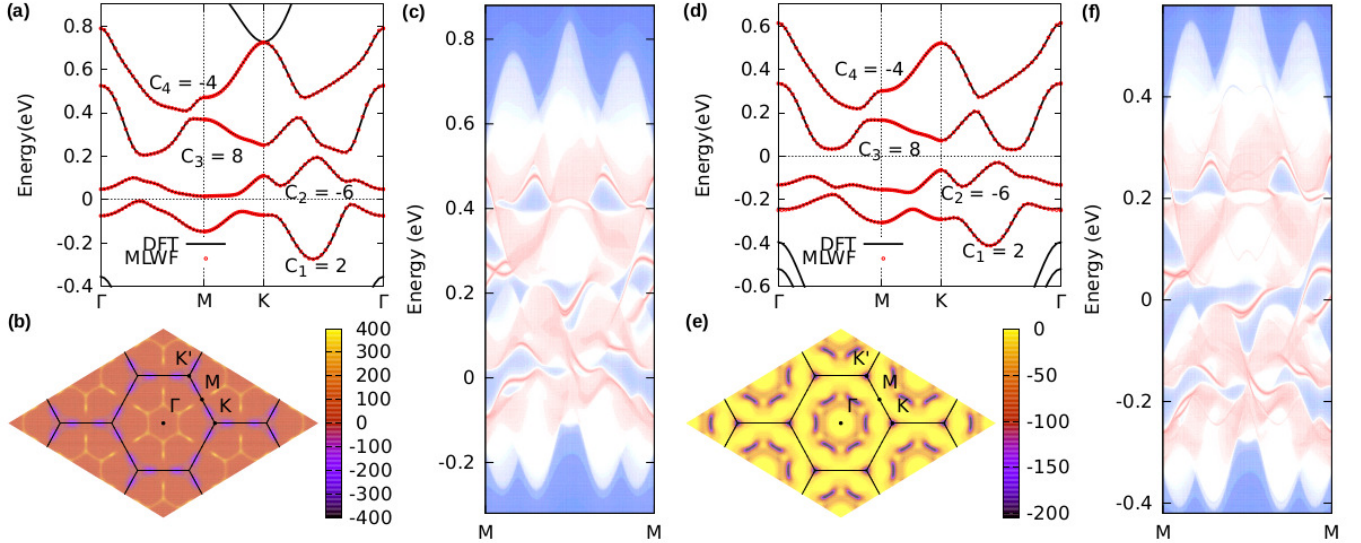 (a)
Energy(eV)
0.8
0.6
0.4
0.2
0
-0.2
-0.4
C4 = -4
C3 = 8
C2 = -6
C1 = 2
DFT
MLWF
Γ M K Γ
(b)
K'
M
Γ
K
400
300
200
100
0
-100
-200
-300
-400
(c)
Energy (eV)
0.8
0.6
0.4
0.2
0
-0.2
M M
(d)
Energy(eV)
0.6
0.4
0.2
0
-0.2
-0.4
0.6
C4 = -4
C3 = 8
C2 = -6
C1 = 2
DFT
MLWF
Γ M K Γ
(e)
K'
M
Γ
K
0
-50
-100
-150
-200
(f)
Energy (eV)
0.4
0.2
0
-0.2
-0.4
M M